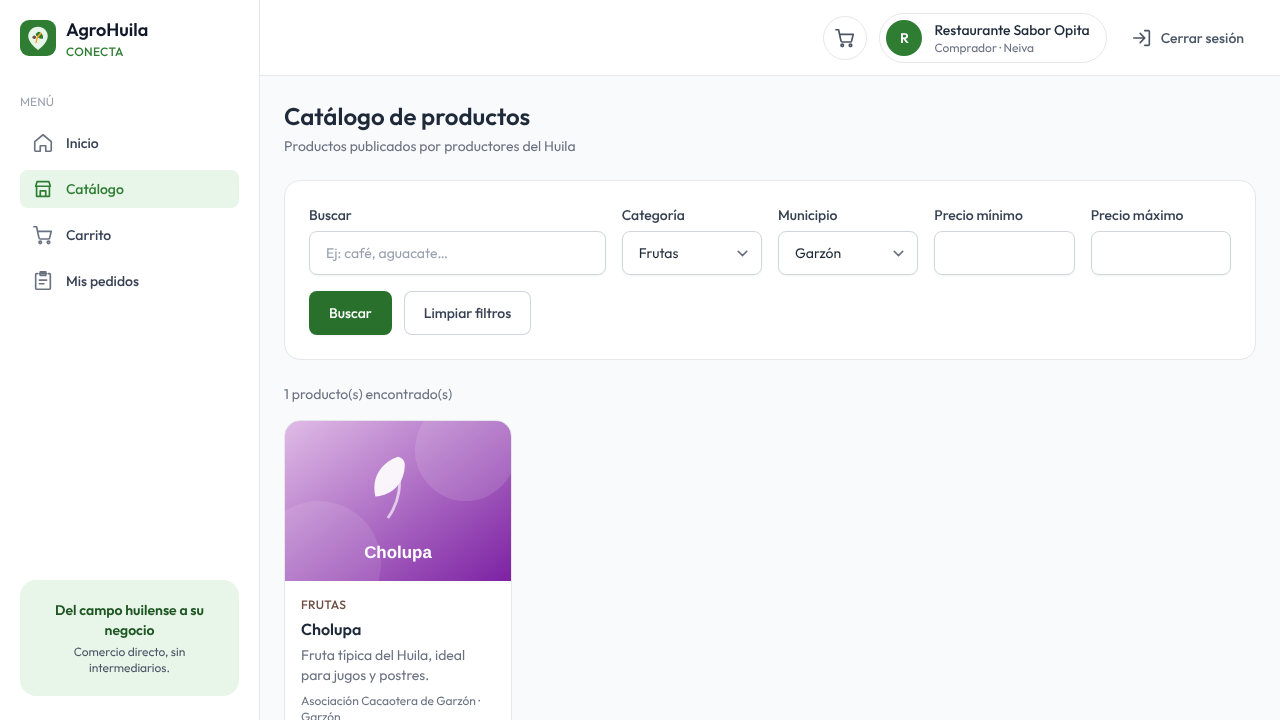 AgroHuila
CONECTA
MENÚ
Inicio
Catálogo
Carrito
Mis pedidos
Del campo huilense a su
negocio
Comercio directo, sin
intermediarios.
R
Restaurante Sabor Opita
Comprador · Neiva
Cerrar sesión
Catálogo de productos
Productos publicados por productores del Huila
Buscar
Ej: café, aguacate...
Categoría
Frutas
Municipio
Garzón
Precio mínimo
Precio máximo
Buscar
Limpiar filtros
1 producto(s) encontrado(s)
Cholupa
FRUTAS
Cholupa
Fruta típica del Huila, ideal
para jugos y postres.
Asociación Cacaotera de Garzón ·
Garzón